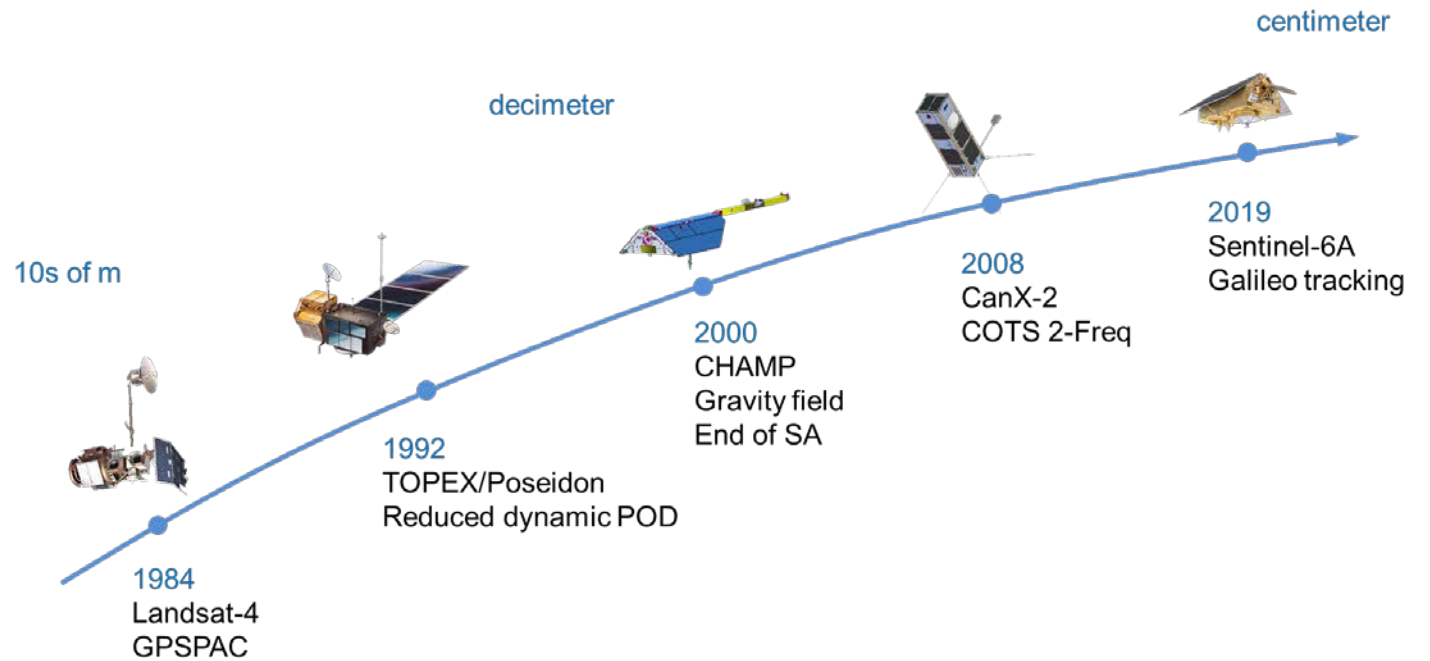 centimeter
decimeter
10s of m
1984
Landsat-4
GPSPAC
1992
TOPEX/Poseidon
Reduced dynamic POD
2000
CHAMP
Gravity field
End of SA
2008
CanX-2
COTS 2-Freq
2019
Sentinel-6A
Galileo tracking